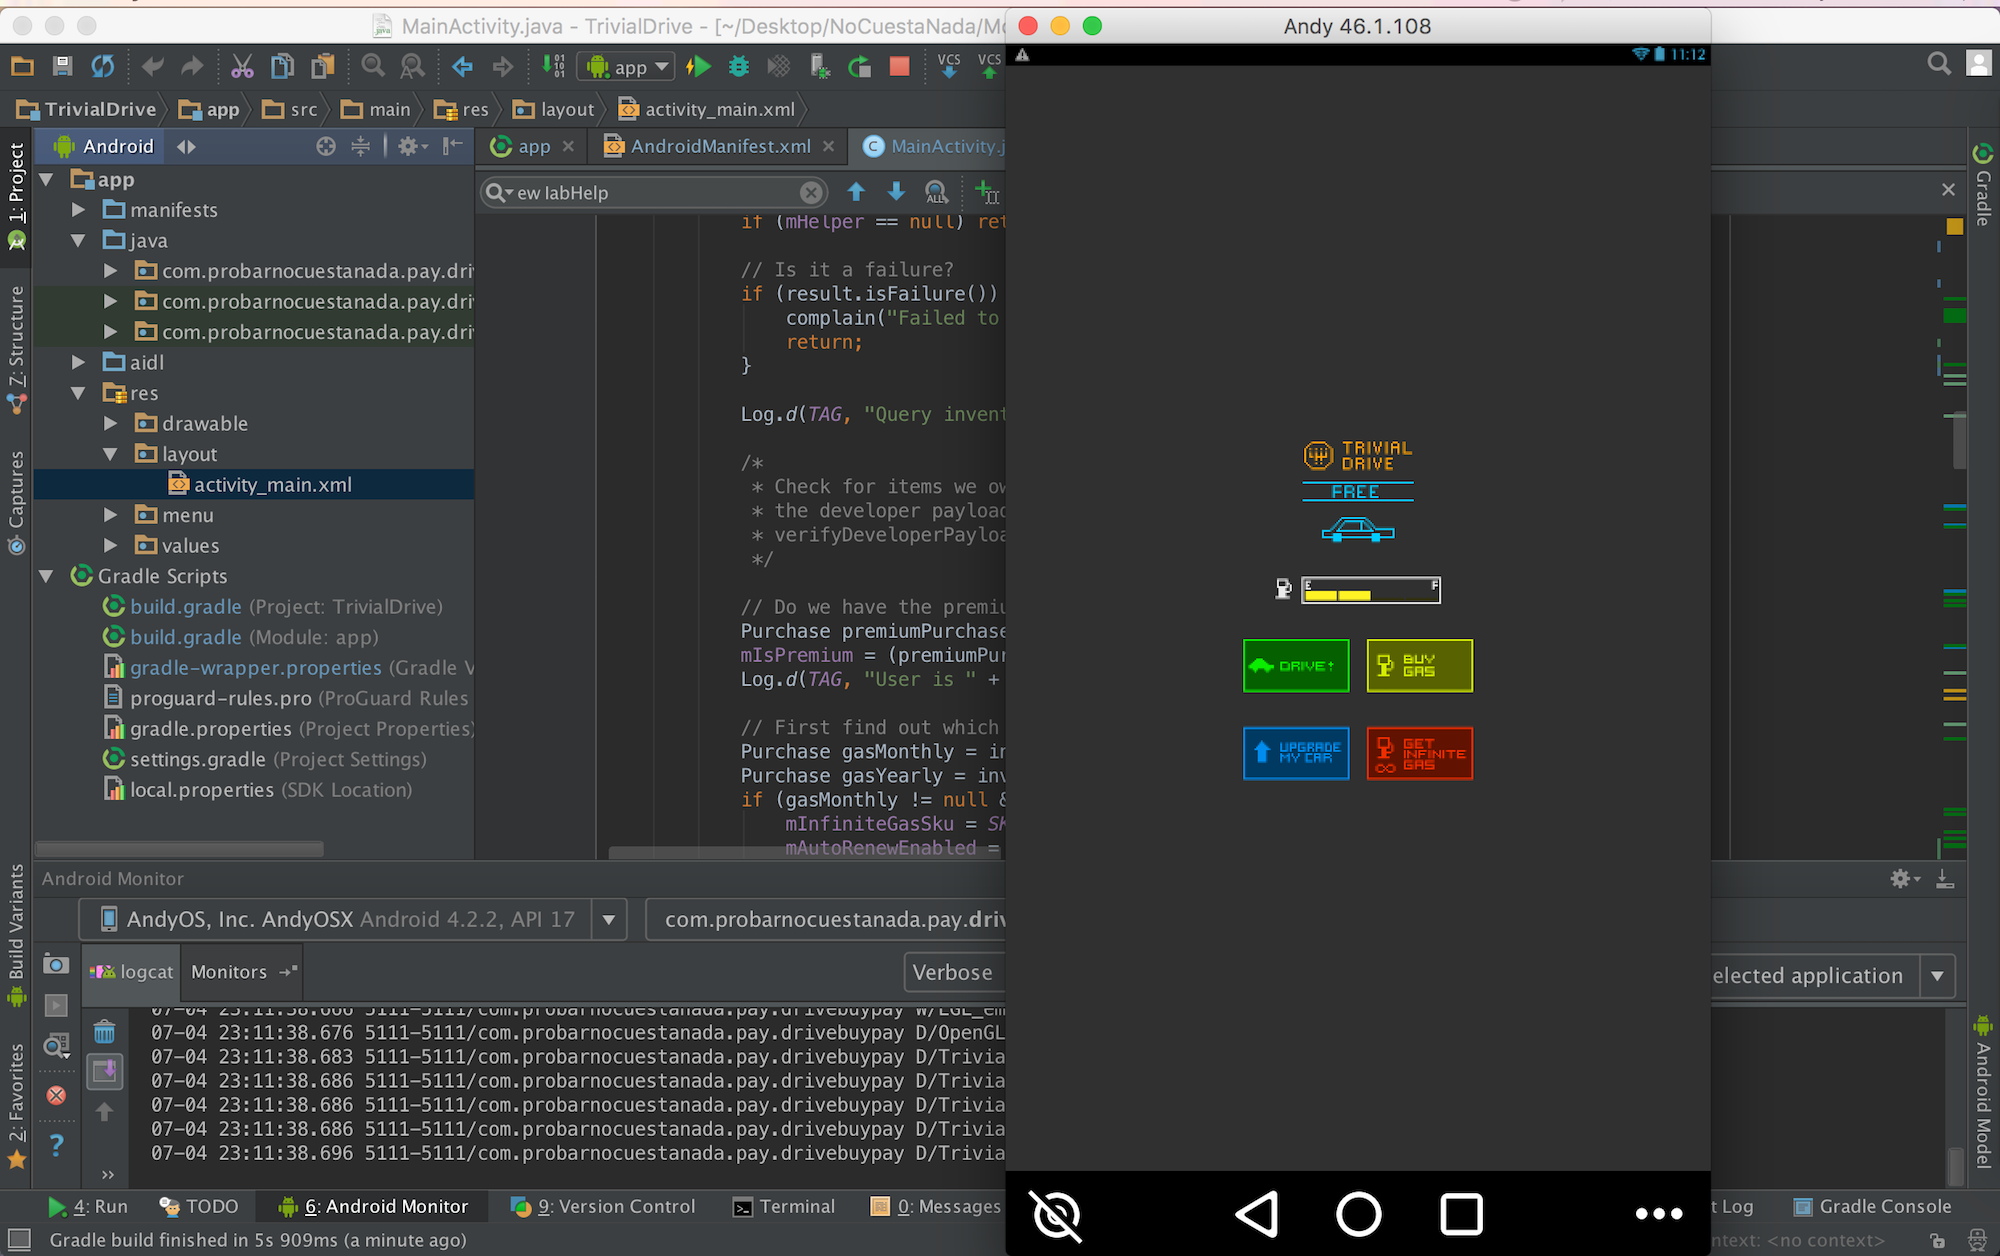 MainActivity.java - TrivialDrive - [~/Desktop/NoCuestaNada/Mo
Andy 46.1.108
11:12
app
VCS
VCS
TrivialDrive
app
src
main
res
layout
activity_main.xml
Android
app
AndroidManifest.xml
MainActivity.j
ew labHelp
1: Project
Z: Structure
Captures
Build Variants
2: Favorites
app
manifests
java
com.probarnocuestanada.pay.dri
com.probarnocuestanada.pay.dri
com.probarnocuestanada.pay.dri
aidl
res
drawable
layout
activity_main.xml
menu
values
Gradle Scripts
build.gradle (Project: TrivialDrive)
build.gradle (Module: app)
gradle-wrapper.properties (Gradle V
proguard-rules.pro (ProGuard Rules
gradle.properties (Project Properties)
settings.gradle (Project Settings)
local.properties (SDK Location)
if (mHelper == null) ret
// Is it a failure?
if (result.isFailure())
complain("Failed to
return;
}
Log.d(TAG, "Query invent
/*
* Check for items we ow
* the developer payload
* verifyDeveloperPayloa
*/
// Do we have the premiu
Purchase premiumPurchase
mIsPremium = (premiumPur
Log.d(TAG, "User is " +
// First find out which
Purchase gasMonthly = in
Purchase gasYearly = inv
if (gasMonthly != null &
mInfiniteGasSku = SK
mAutoRenewEnabled =
TRIVIAL
DRIVE
FREE
E F
DRIVE!
BUY
GAS
UPGRADE
MY CAR
GET
INFINITE
GAS
Gradle
Android Model
Android Monitor
AndyOS, Inc. AndyOSX Android 4.2.2, API 17
com.probarnocuestanada.pay.driv
logcat
Monitors
Verbose
elected application
07-04 23:11:38.666 5111-5111/com.probarnocuestanada.pay.drivebuypay W/EGL_em
07-04 23:11:38.676 5111-5111/com.probarnocuestanada.pay.drivebuypay D/OpenGL
07-04 23:11:38.683 5111-5111/com.probarnocuestanada.pay.drivebuypay D/Trivia
07-04 23:11:38.686 5111-5111/com.probarnocuestanada.pay.drivebuypay D/Trivia
07-04 23:11:38.686 5111-5111/com.probarnocuestanada.pay.drivebuypay D/Trivia
07-04 23:11:38.686 5111-5111/com.probarnocuestanada.pay.drivebuypay D/Trivia
07-04 23:11:38.696 5111-5111/com.probarnocuestanada.pay.drivebuypay D/Trivia
4: Run
TODO
6: Android Monitor
9: Version Control
Terminal
0: Messages
t Log
Gradle Console
Gradle build finished in 5s 909ms (a minute ago)
ntext: <no context>